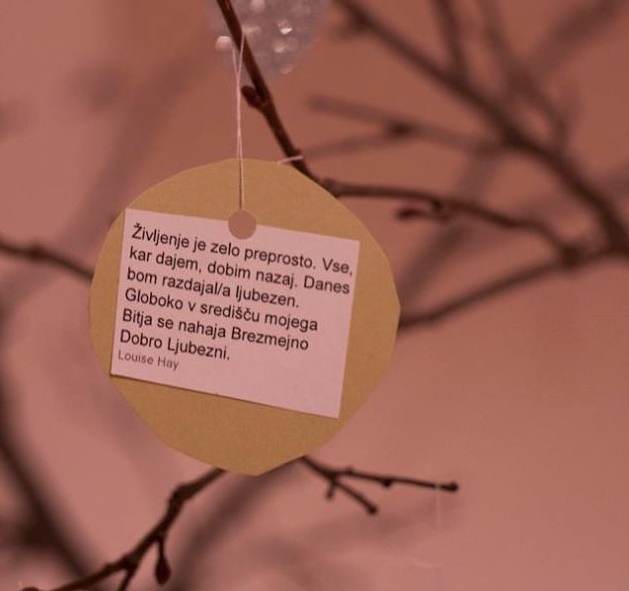 Življenje je zelo preprosto. Vse,
kar dajem, dobim nazaj. Danes
bom razdajal/a ljubezen.
Globoko v središču mojega
Bitja se nahaja Brezmejno
Dobro Ljubezni.
Louise Hay